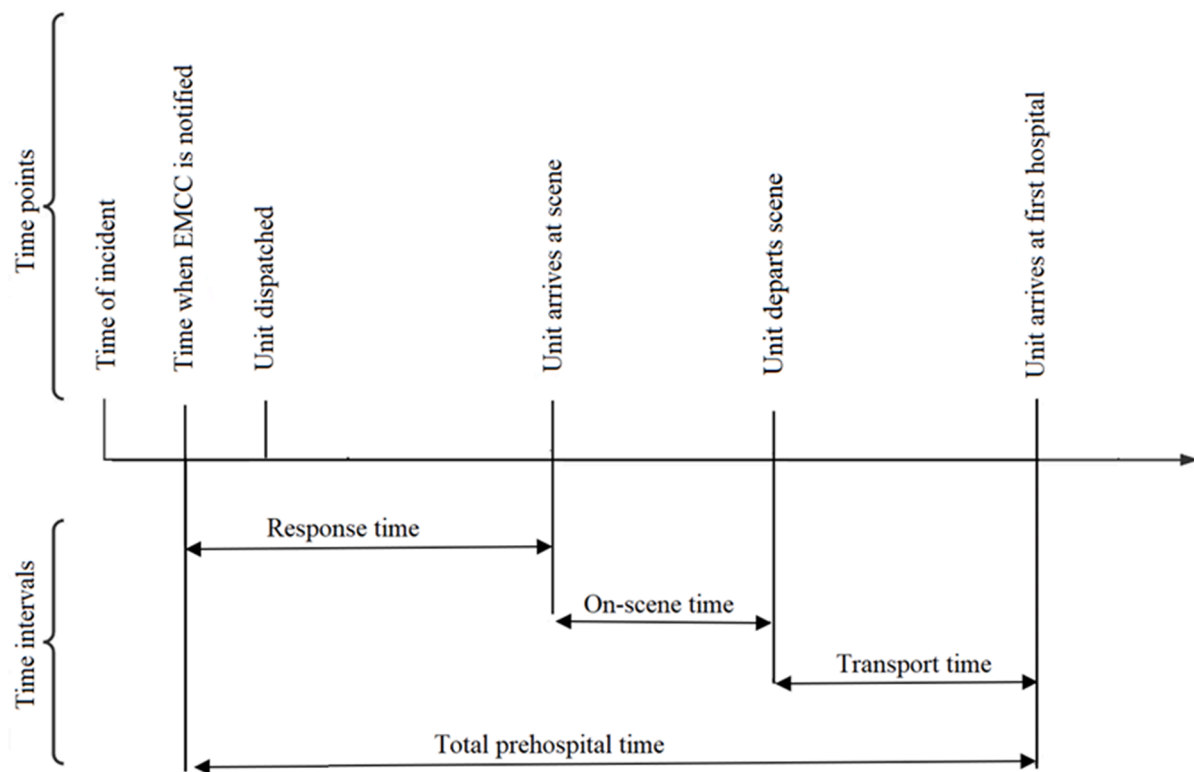 Time points
Time of incident
Time when EMCC is notified
Unit dispatched
Unit arrives at scene
Unit departs scene
Unit arrives at first hospital
Time intervals
Response time
On-scene time
Transport time
Total prehospital time